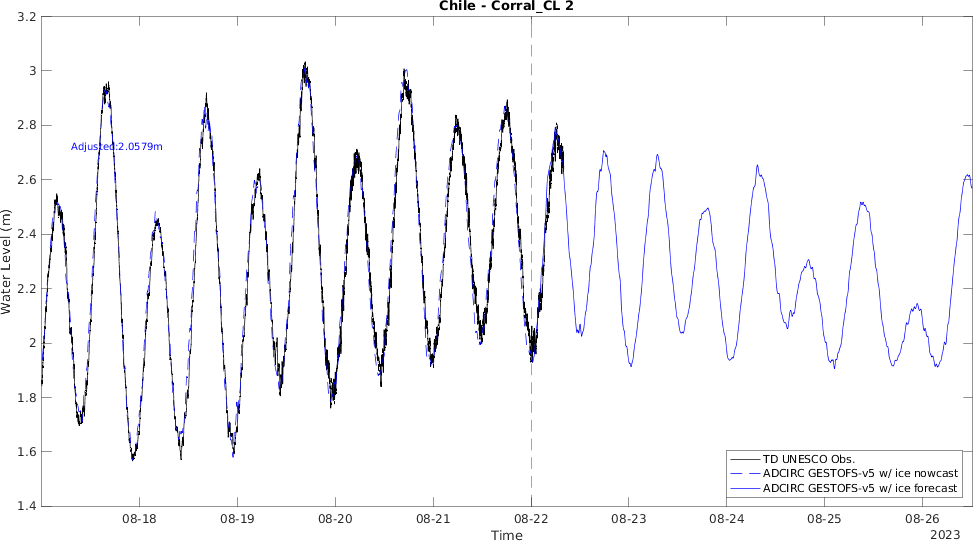 Chile - Corral_CL 2
3.2
3
2.8
2.6
2.4
2.2
2
1.8
1.6
1.4
Water Level (m)
Adjusted:2.0579m
TD UNESCO Obs.
ADCIRC GESTOFS-v5 w/ ice nowcast
ADCIRC GESTOFS-v5 w/ ice forecast
08-18 08-19 08-20 08-21 08-22 08-23 08-24 08-25 08-26
Time
2023